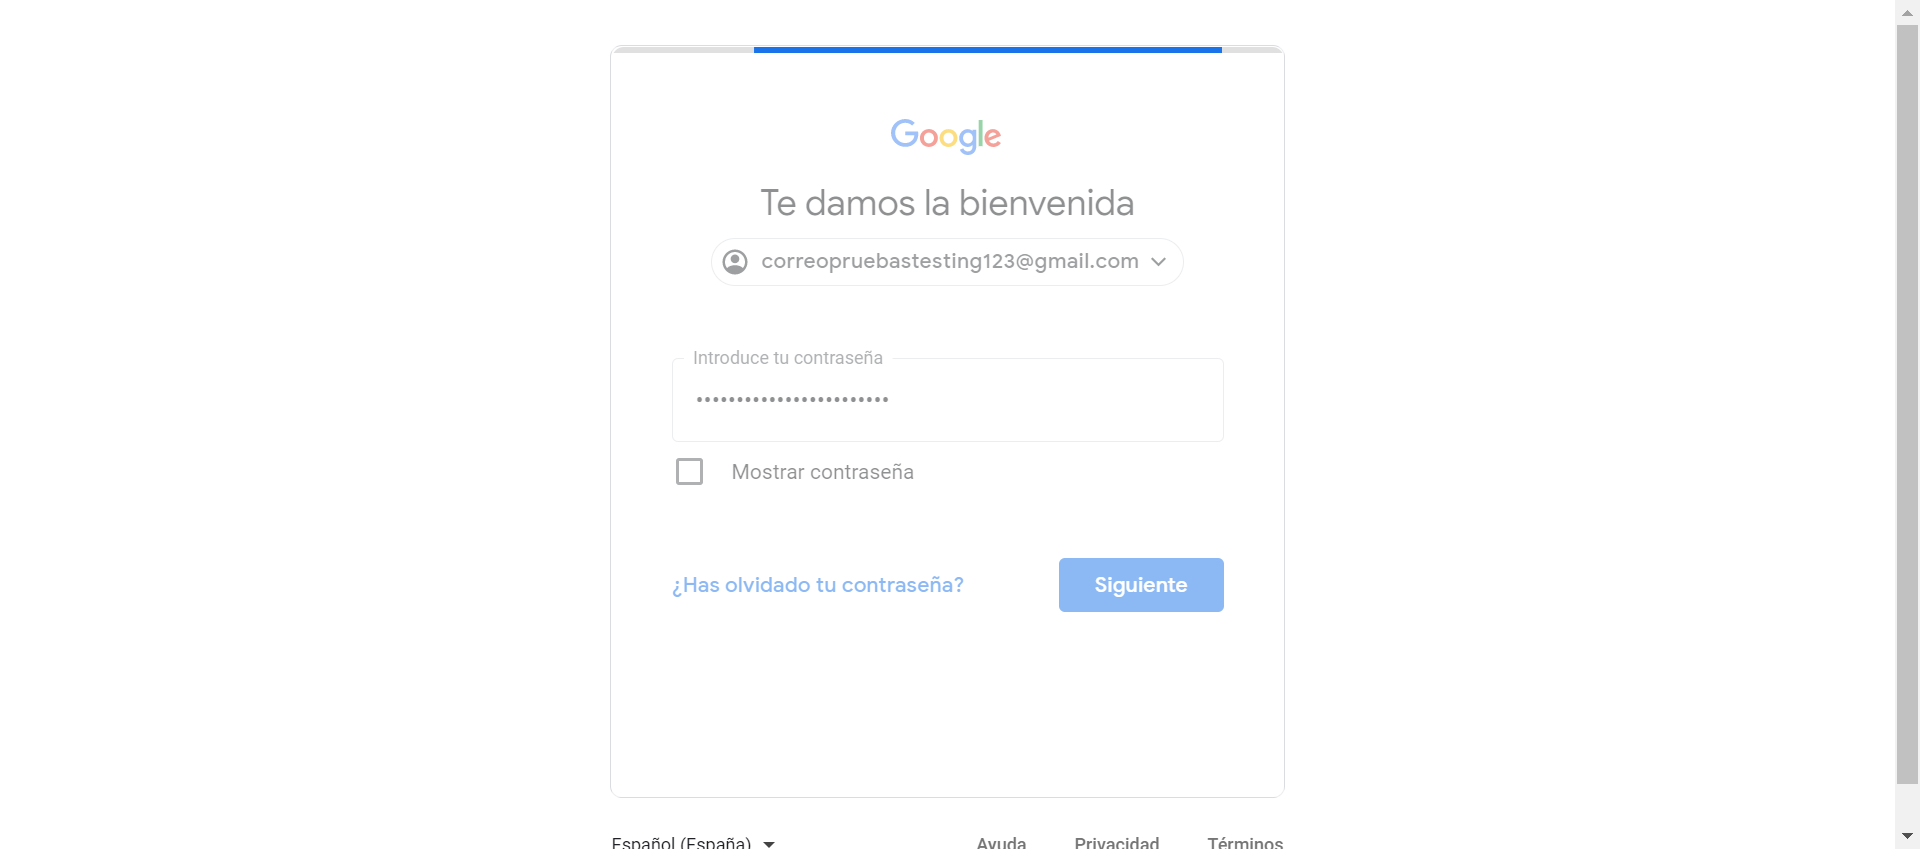 Google
Te damos la bienvenida
correopruebastesting123@gmail.com
Introduce tu contraseña
••••••••••••••••••••••••
Mostrar contraseña
¿Has olvidado tu contraseña?
Siguiente
Español (España)
Ayuda
Privacidad
Términos